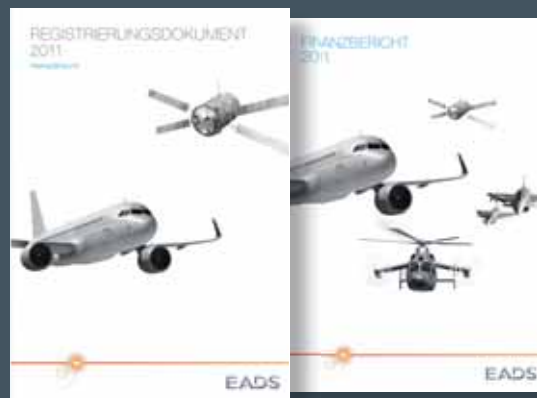 REGISTRIERUNGSDOKUMENT
2011
EADS
FINANZBERICHT
2011
EADS